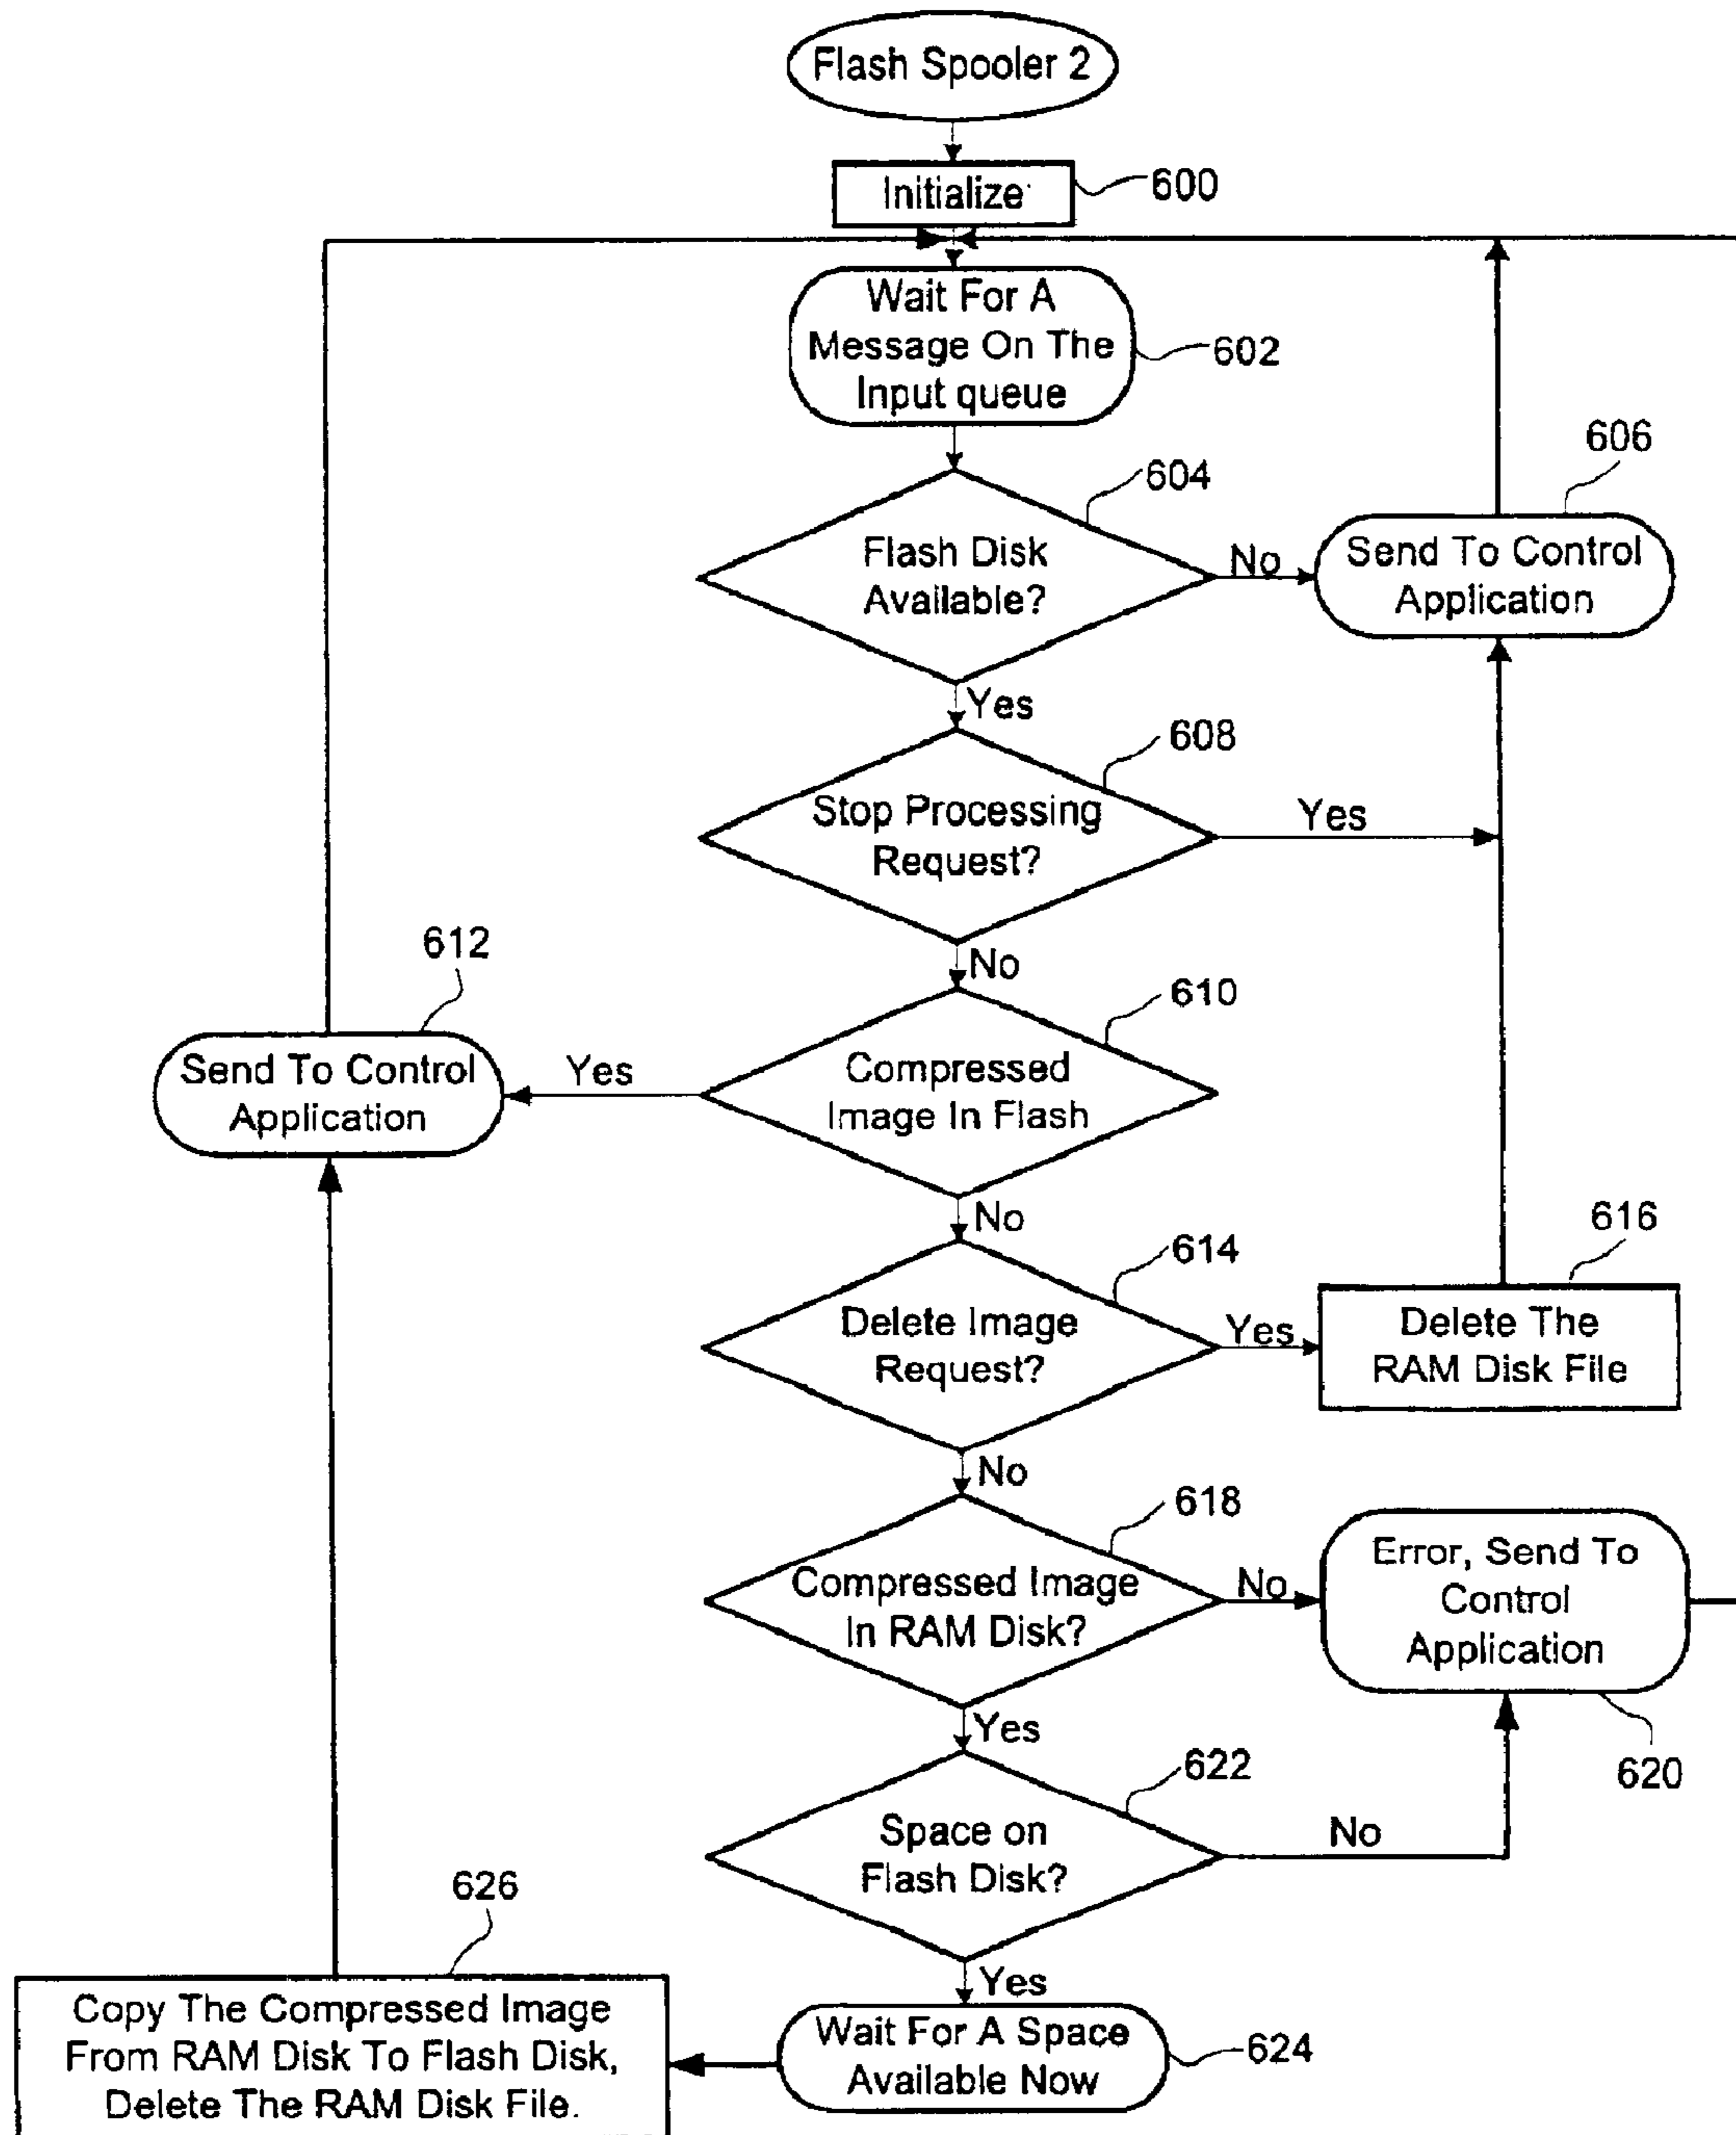 Flash Spooler 2
Initialize
600
Wait For A
Message On The
Input queue
602
604
Flash Disk
Available?
No
606
Send To Control
Application
Yes
608
Stop Processing
Request?
Yes
No
610
Compressed
Image In Flash
Yes
612
Send To Control
Application
No
614
Delete Image
Request?
Yes
616
Delete The
RAM Disk File
No
618
Compressed Image
In RAM Disk?
No
Error, Send To
Control
Application
620
Yes
622
Space on
Flash Disk?
No
Yes
Wait For A Space
Available Now
624
626
Copy The Compressed Image
From RAM Disk To Flash Disk,
Delete The RAM Disk File.